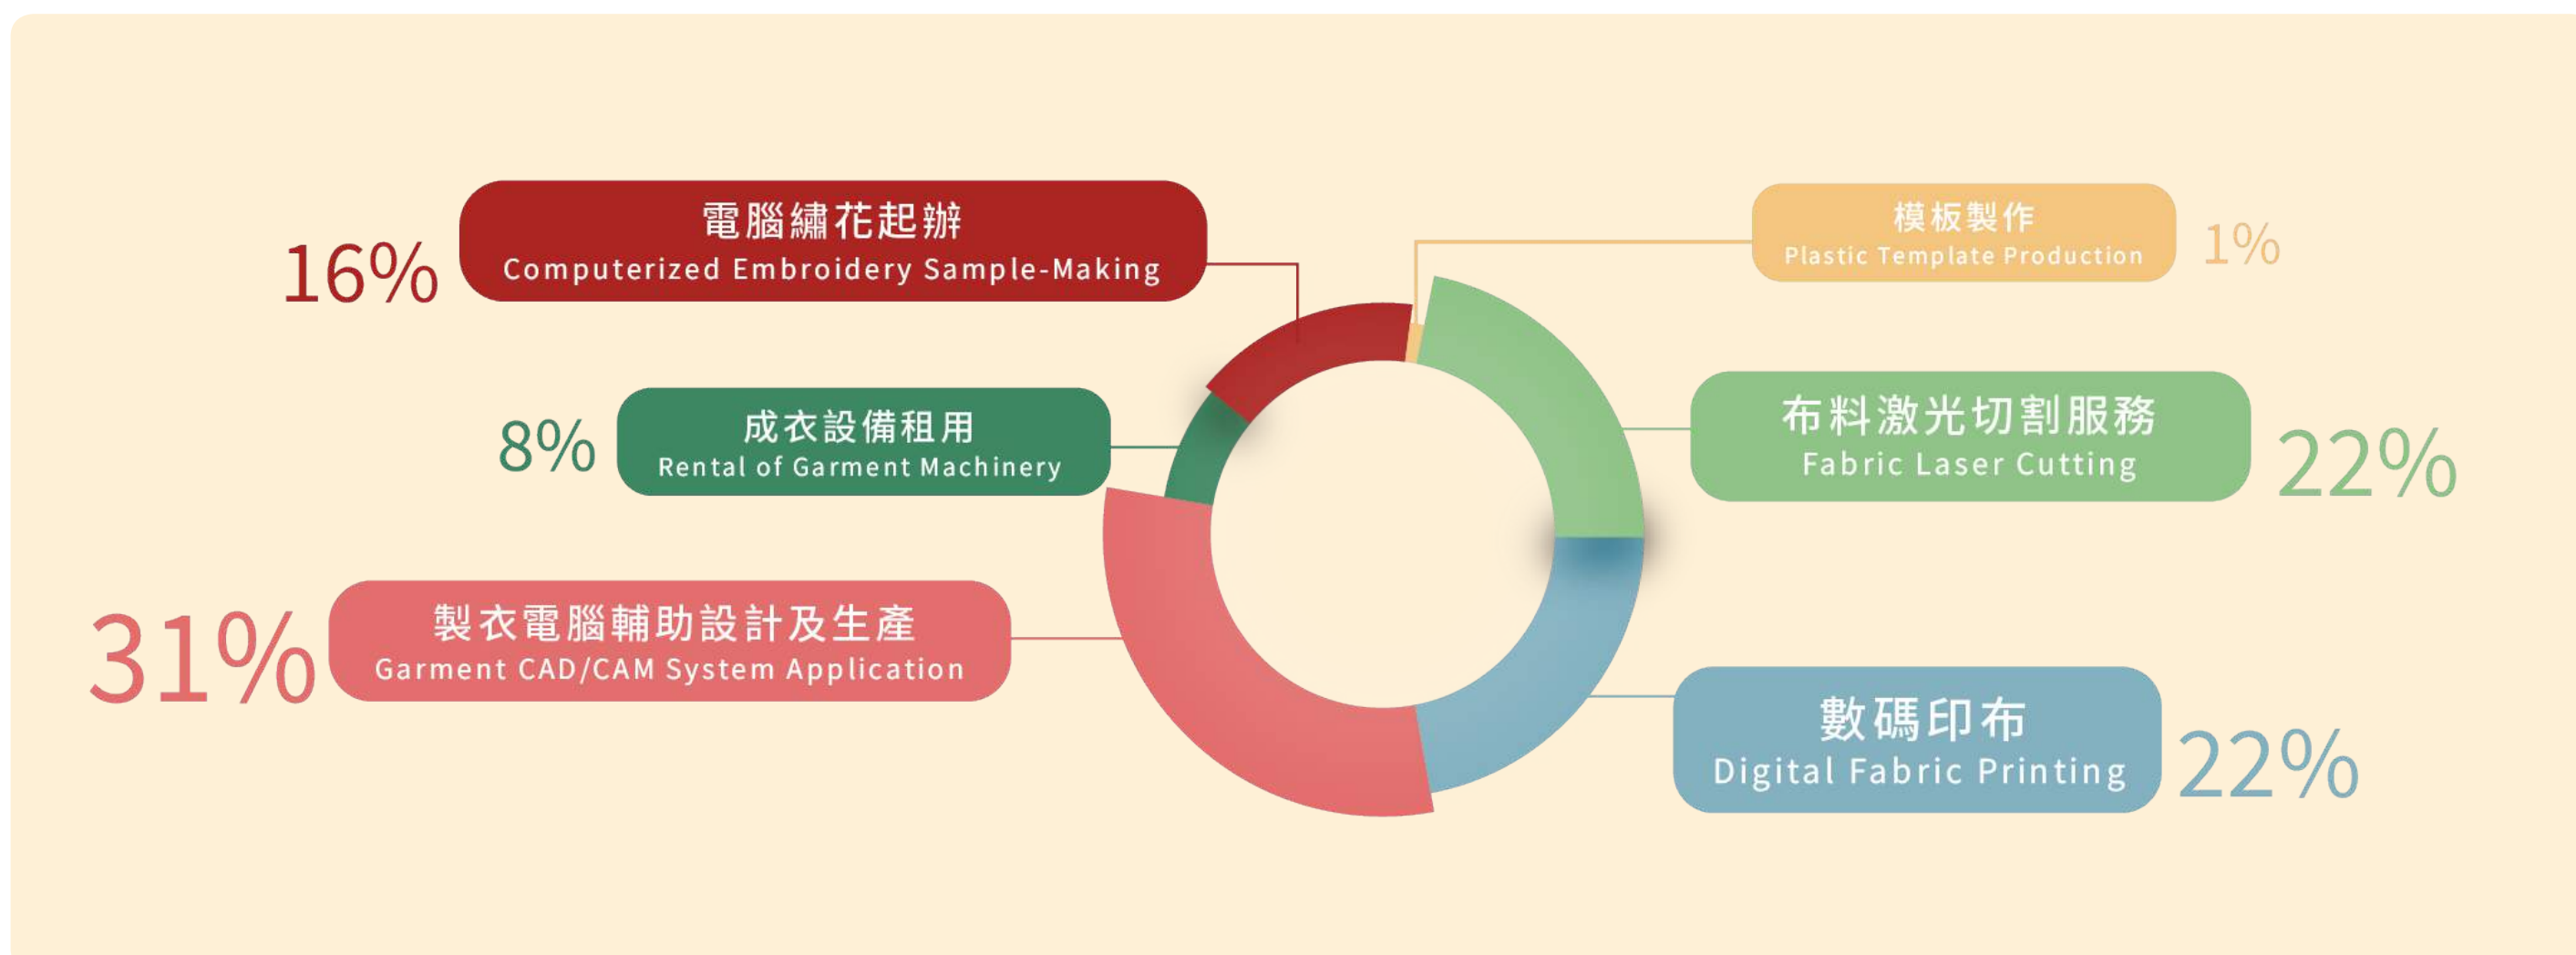 16%
電腦繡花起辦
Computerized Embroidery Sample-Making
8%
成衣設備租用
Rental of Garment Machinery
31%
製衣電腦輔助設計及生產
Garment CAD/CAM System Application
模板製作
Plastic Template Production
1%
布料激光切割服務
Fabric Laser Cutting
22%
數碼印布
Digital Fabric Printing
22%